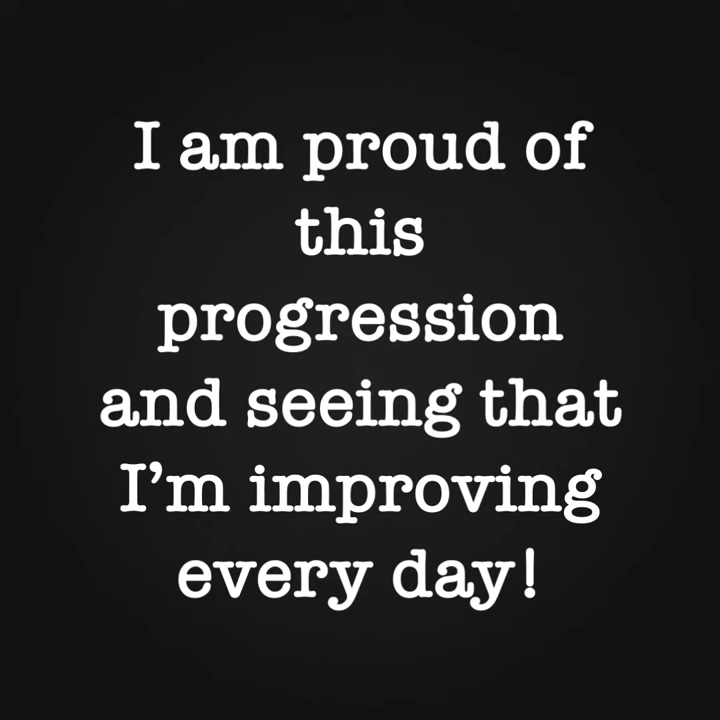 I am proud of
this
progression
and seeing that
I’m improving
every day!